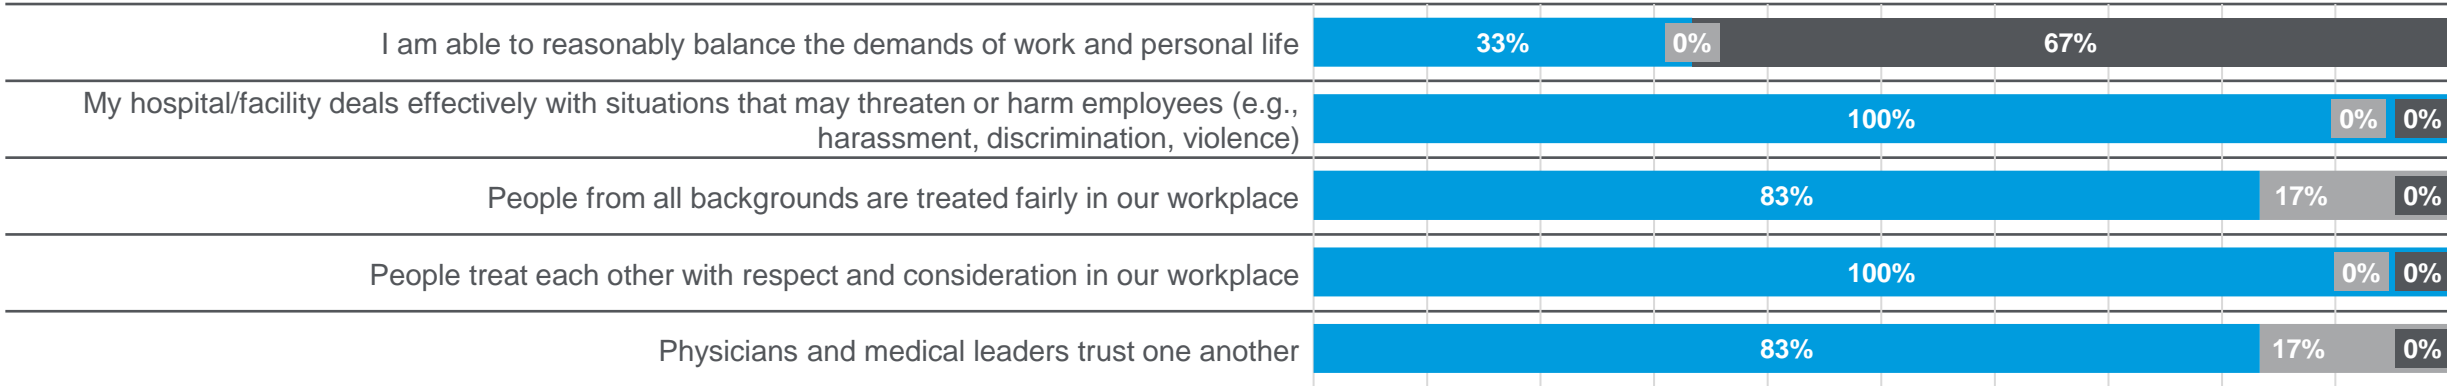 I am able to reasonably balance the demands of work and personal life
33% 0% 67%
My hospital/facility deals effectively with situations that may threaten or harm employees (e.g.,
harassment, discrimination, violence)
100% 0% 0%
People from all backgrounds are treated fairly in our workplace
83% 17% 0%
People treat each other with respect and consideration in our workplace
100% 0% 0%
Physicians and medical leaders trust one another
83% 17% 0%